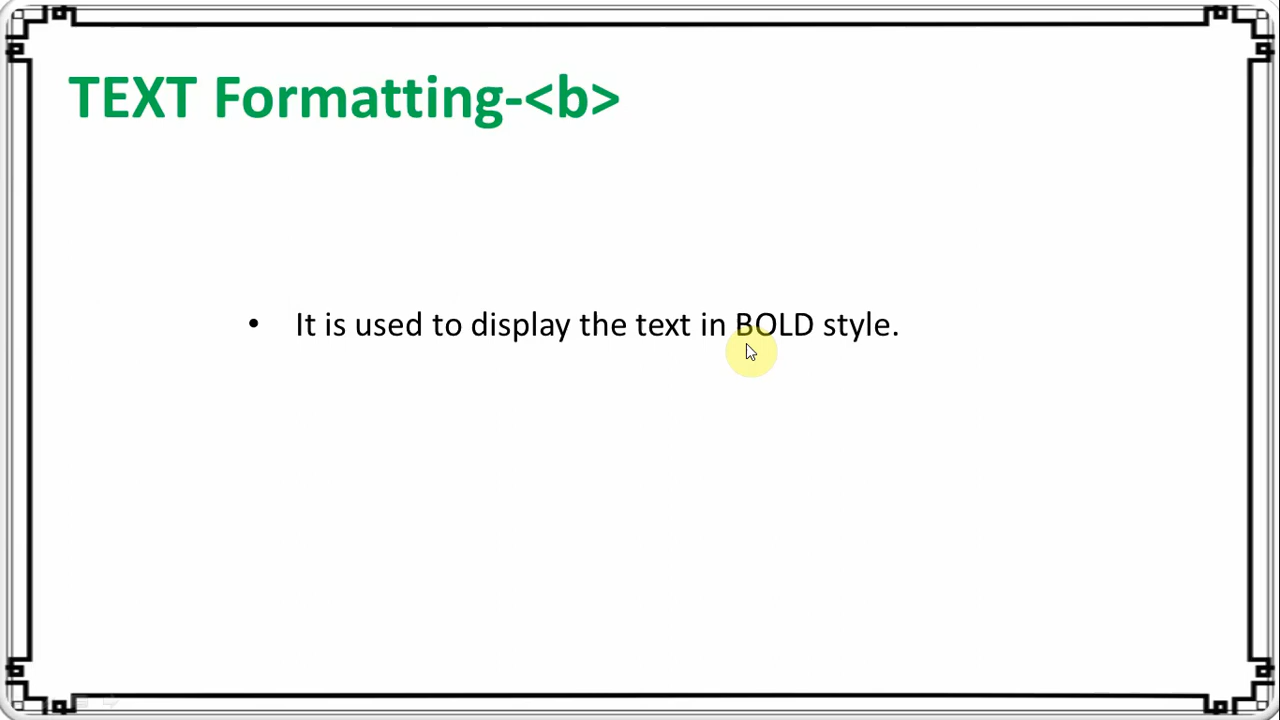 TEXT Formatting-<b>
• It is used to display the text in BOLD style.